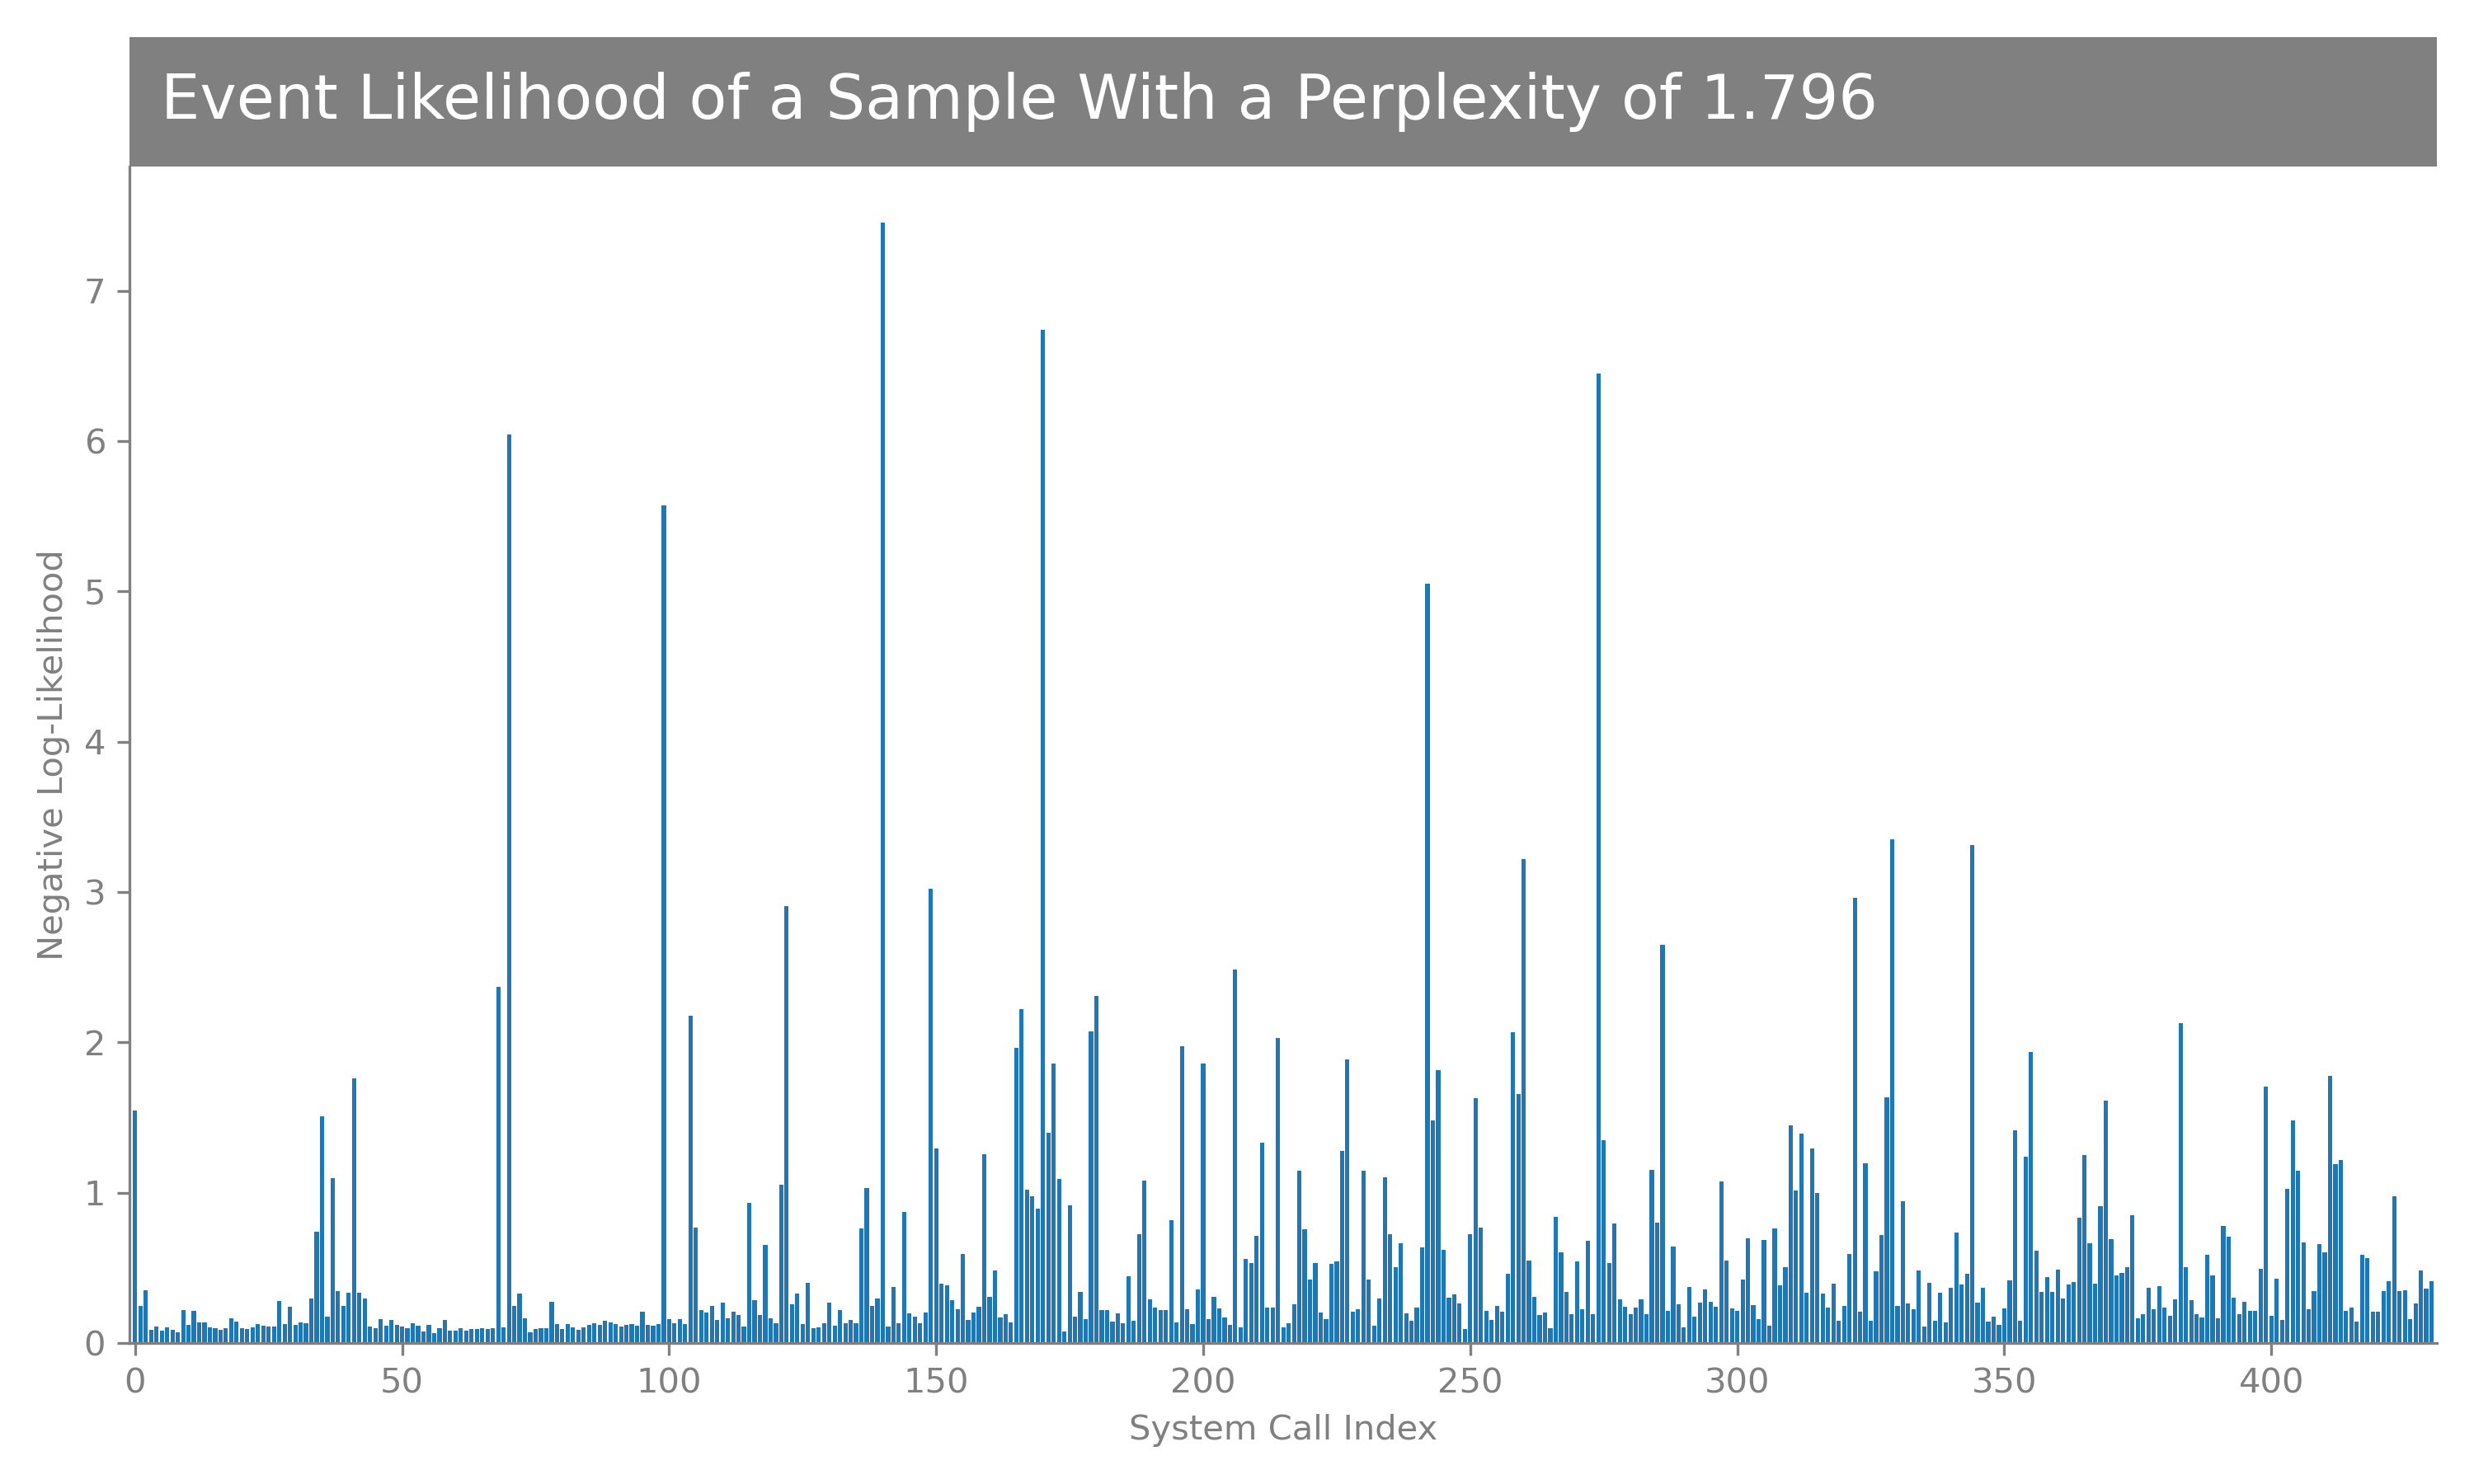 Event Likelihood of a Sample With a Perplexity of 1.796
7
6
5
4
3
2
1
0
Negative Log-Likelihood
0 50 100 150 200 250 300 350 400
System Call Index